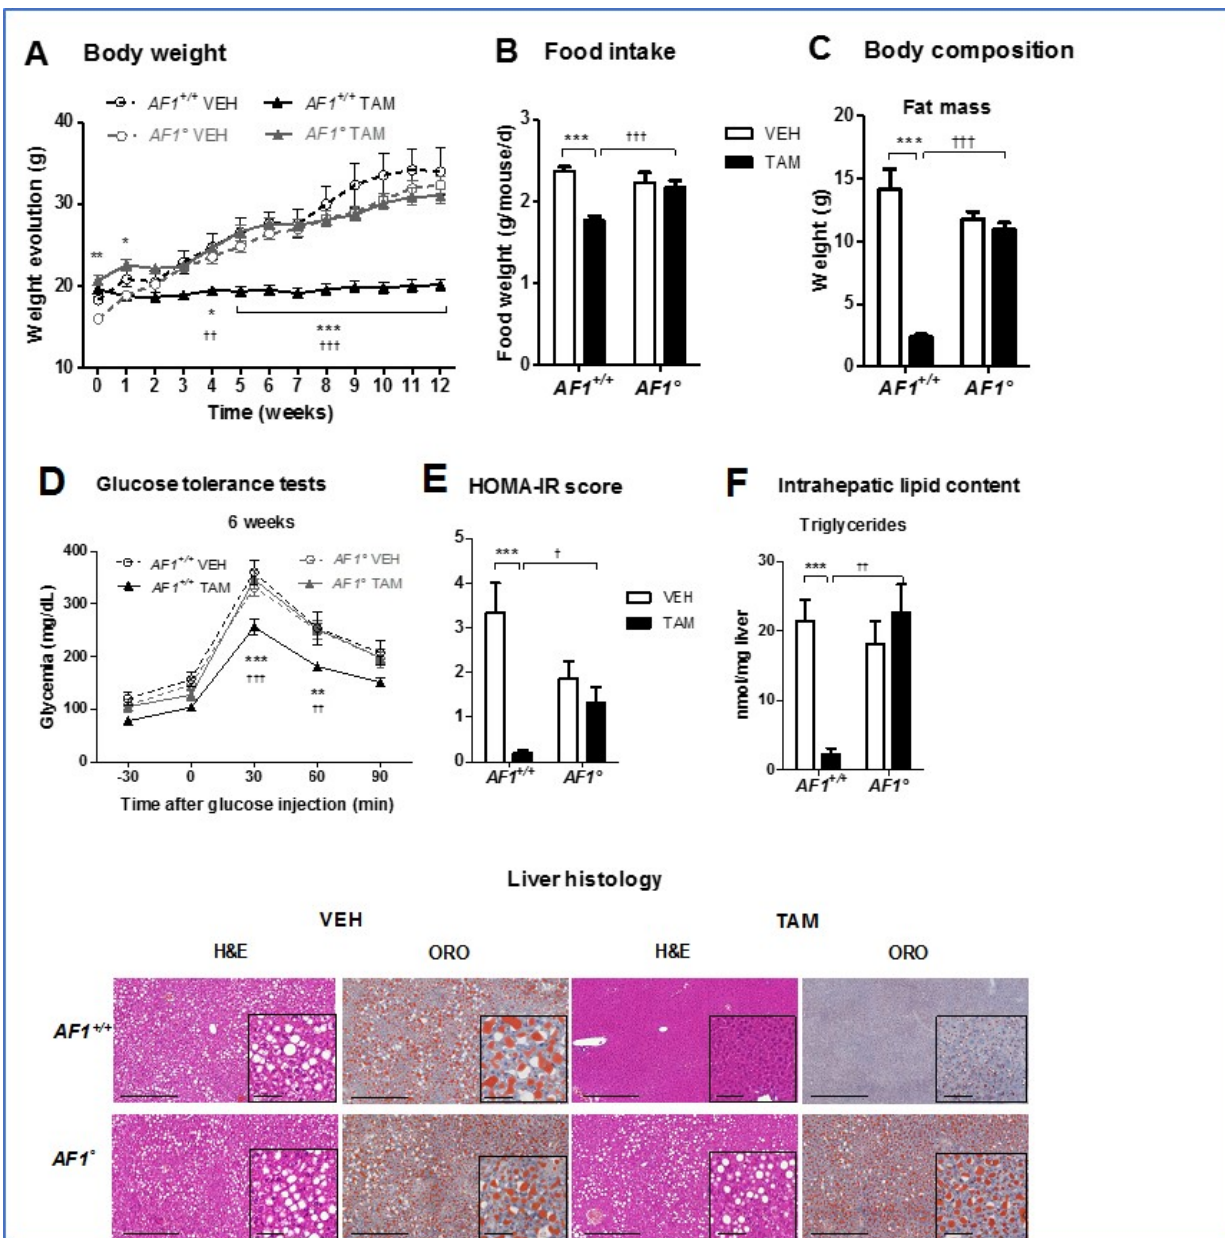 A Body weight
AF1+/+ VEH
AF1+/+ TAM
AF1° VEH
AF1° TAM
Weight evolution (g)
40
30
20
10
**
*
*
††
***
†††
0 1 2 3 4 5 6 7 8 9 10 11 12
Time (weeks)
B Food intake
Food weight (g/mouse/d)
3
2
1
0
*** †††
AF1+/+ AF1°
VEH
TAM
C Body composition
Fat mass
Weight (g)
20
15
10
5
0
*** †††
AF1+/+ AF1°
D Glucose tolerance tests
6 weeks
AF1+/+ VEH
AF1+/+ TAM
AF1° VEH
AF1° TAM
Glycemia (mg/dL)
400
300
200
100
0
***
†††
**
††
-30 0 30 60 90
Time after glucose injection (min)
E HOMA-IR score
5
4
3
2
1
0
*** †
AF1+/+ AF1°
VEH
TAM
F Intrahepatic lipid content
Triglycerides
nmol/mg liver
30
20
10
0
*** ††
AF1+/+ AF1°
Liver histology
VEH TAM
H&E ORO H&E ORO
AF1+/+
AF1°